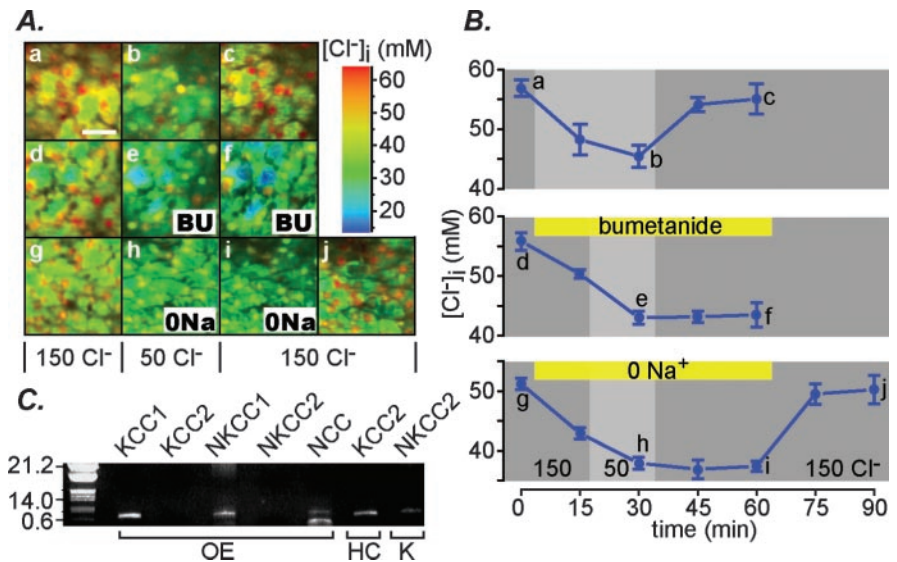 A.
B.
[Cl⁻]i (mM)
a
b
c
60
50
40
30
20
d
e
f
BU
BU
g
h
i
j
0Na
0Na
150 Cl⁻
50 Cl⁻
150 Cl⁻
C.
KCC1
KCC2
NKCC1
NKCC2
NCC
KCC2
NKCC2
21.2
14.0
0.6
OE
HC
K
60
50
40
a
b
c
60
50
40
bumetanide
d
e
f
[Cl⁻]i (mM)
50
40
0 Na⁺
g
h
i
j
150
50
150 Cl⁻
0
15
30
45
60
75
90
time (min)